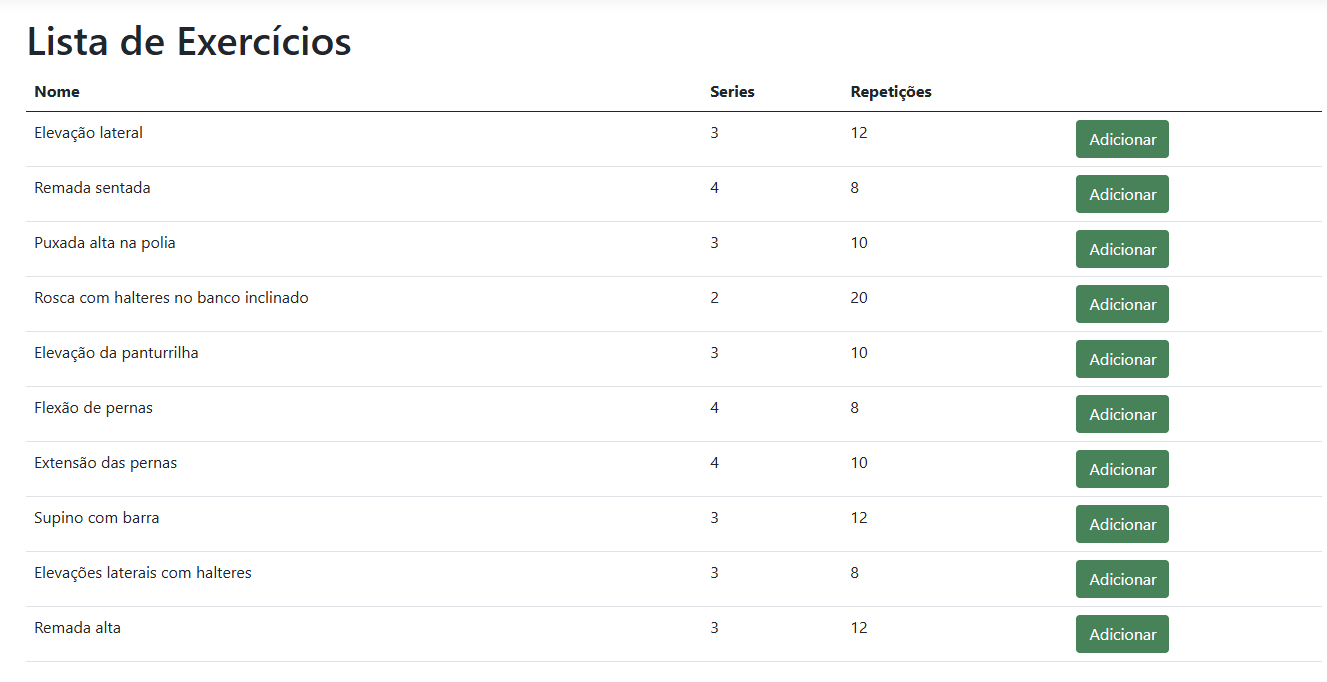 Lista de Exercícios
Nome Series Repetições
Elevação lateral 3 12 Adicionar
Remada sentada 4 8 Adicionar
Puxada alta na polia 3 10 Adicionar
Rosca com halteres no banco inclinado 2 20 Adicionar
Elevação da panturrilha 3 10 Adicionar
Flexão de pernas 4 8 Adicionar
Extensão das pernas 4 10 Adicionar
Supino com barra 3 12 Adicionar
Elevações laterais com halteres 3 8 Adicionar
Remada alta 3 12 Adicionar